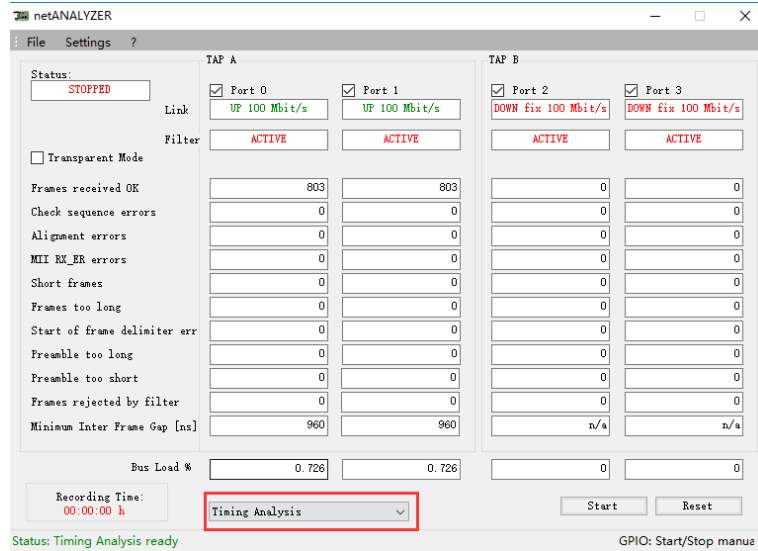 netANALYZER
File Settings ?
TAP A TAP B
Status:
STOPPED
Port 0 Port 1 Port 2 Port 3
Link UP 100 Mbit/s UP 100 Mbit/s DOWN fix 100 Mbit/s DOWN fix 100 Mbit/s
Filter ACTIVE ACTIVE ACTIVE ACTIVE
Transparent Mode
Frames received OK 803 803 0 0
Check sequence errors 0 0 0 0
Alignment errors 0 0 0 0
MII RX_ER errors 0 0 0 0
Short frames 0 0 0 0
Frames too long 0 0 0 0
Start of frame delimiter err 0 0 0 0
Preamble too long 0 0 0 0
Preamble too short 0 0 0 0
Frames rejected by filter 0 0 0 0
Minimum Inter Frame Gap [ns] 960 960 n/a n/a
Bus Load % 0.726 0.726 0 0
Recording Time:
00:00:00 h
Timing Analysis Start Reset
Status: Timing Analysis ready GPIO: Start/Stop manua